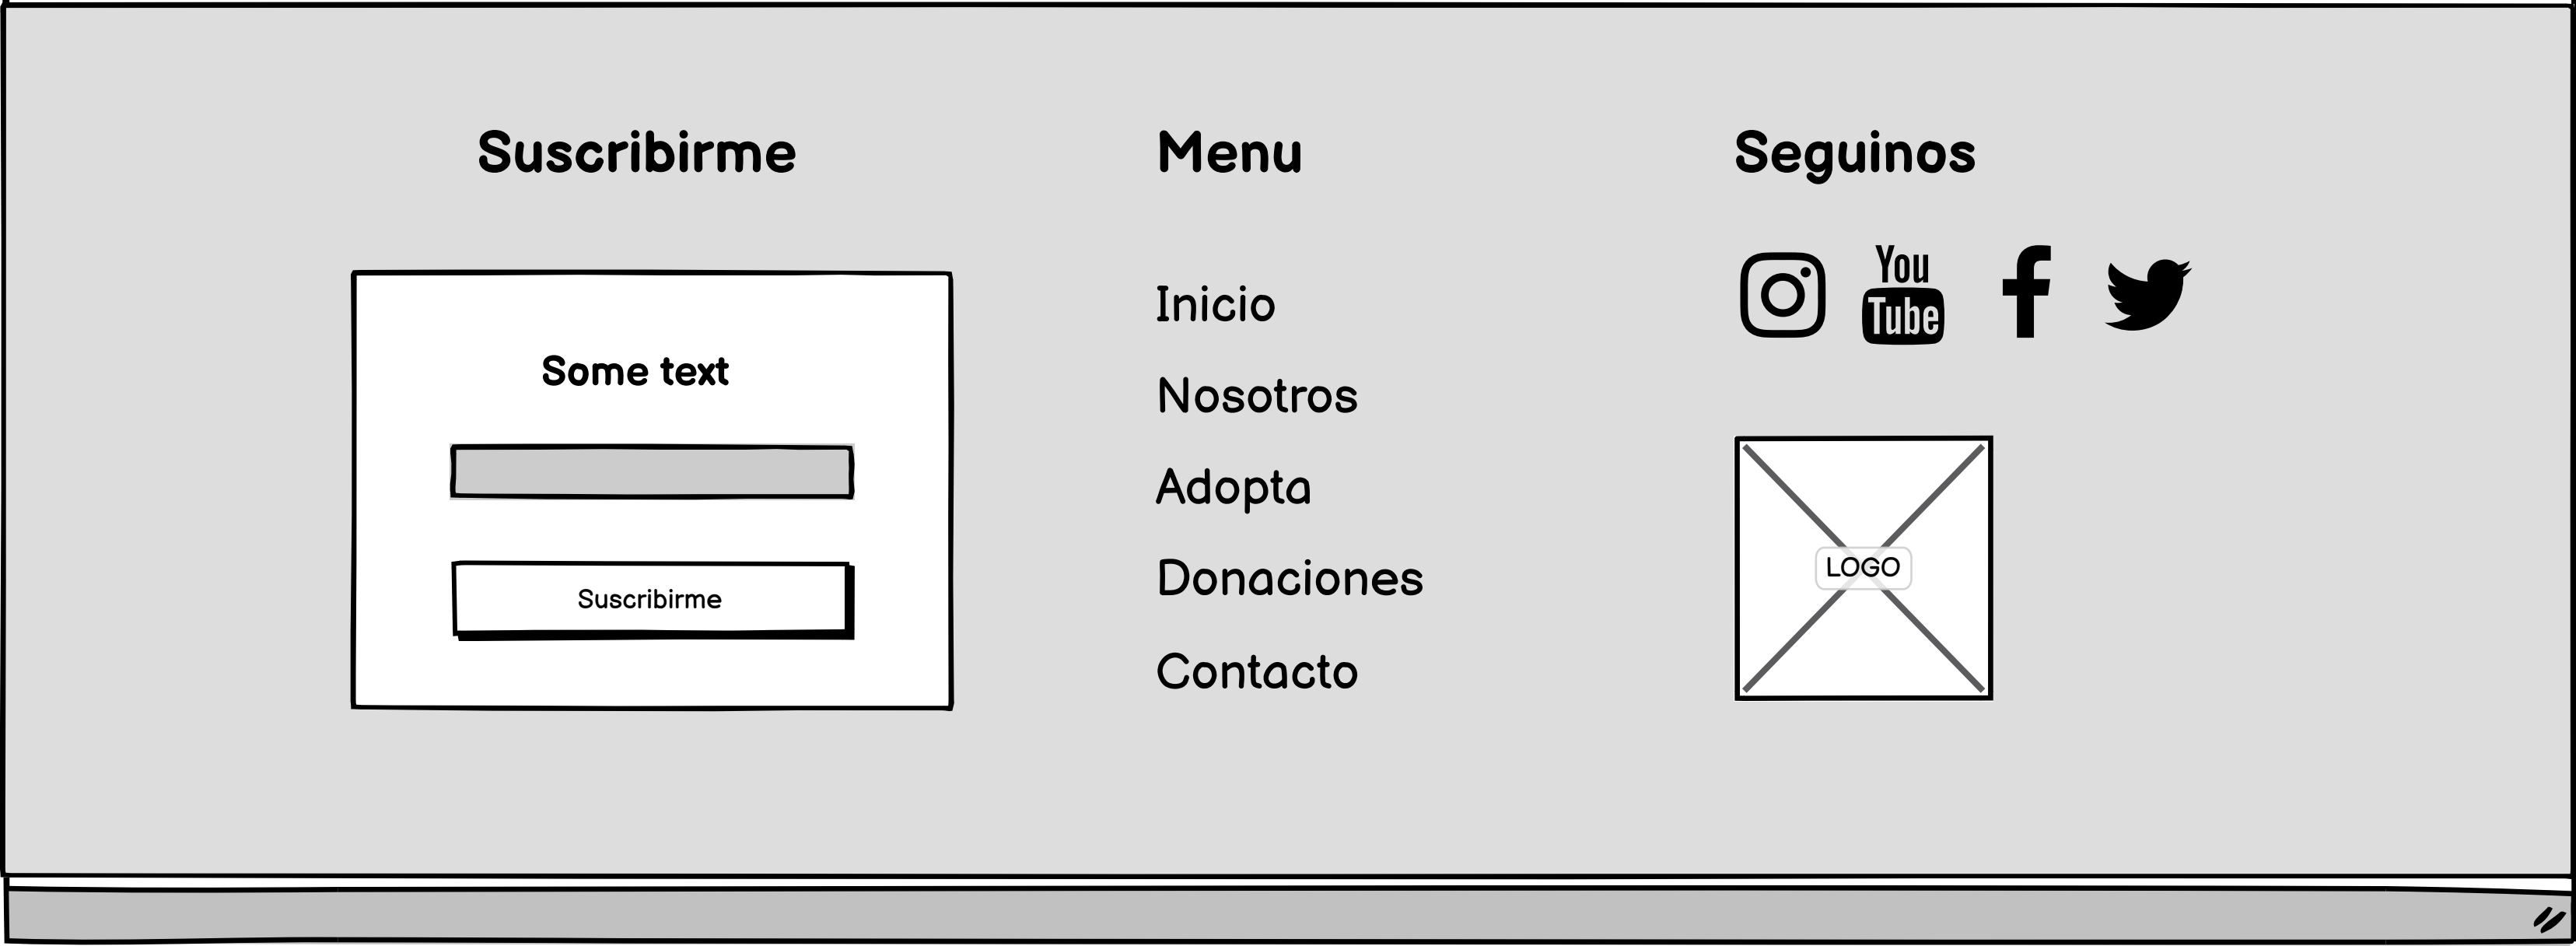 Suscribirme
Some text
Suscribirme
Menu
Inicio
Nosotros
Adopta
Donaciones
Contacto
Seguinos
You
Tube
LOGO